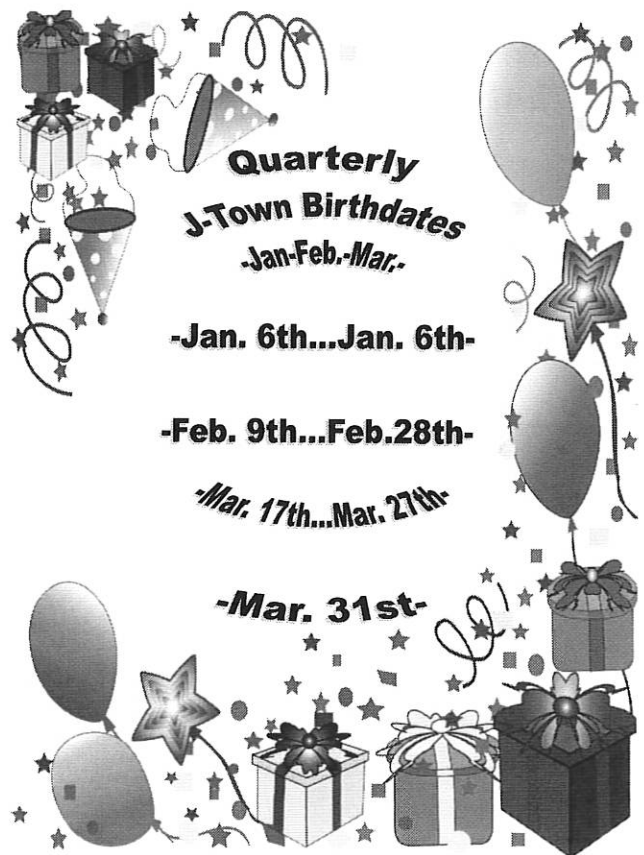 Quarterly
J-Town Birthdates
-Jan-Feb.-Mar.-
-Jan. 6th...Jan. 6th-
-Feb. 9th...Feb.28th-
-Mar. 17th...Mar. 27th-
-Mar. 31st-